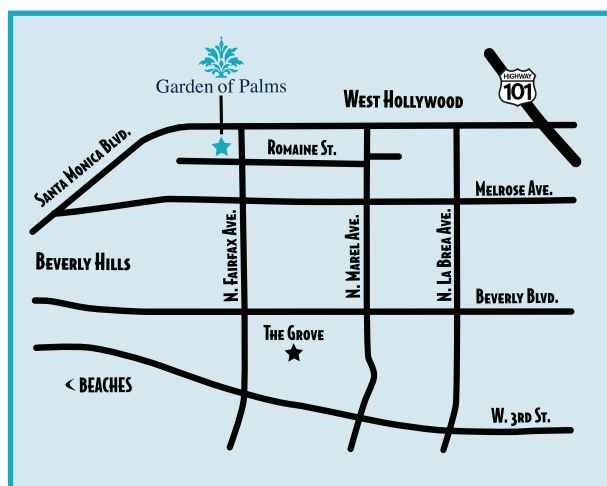 Garden of Palms
West Hollywood
HIGHWAY
101
Santa Monica Blvd.
Romaine St.
Melrose Ave.
N. Fairfax Ave.
N. Marel Ave.
N. La Brea Ave.
Beverly Hills
Beverly Blvd.
The Grove
< BEACHES
W. 3rd St.